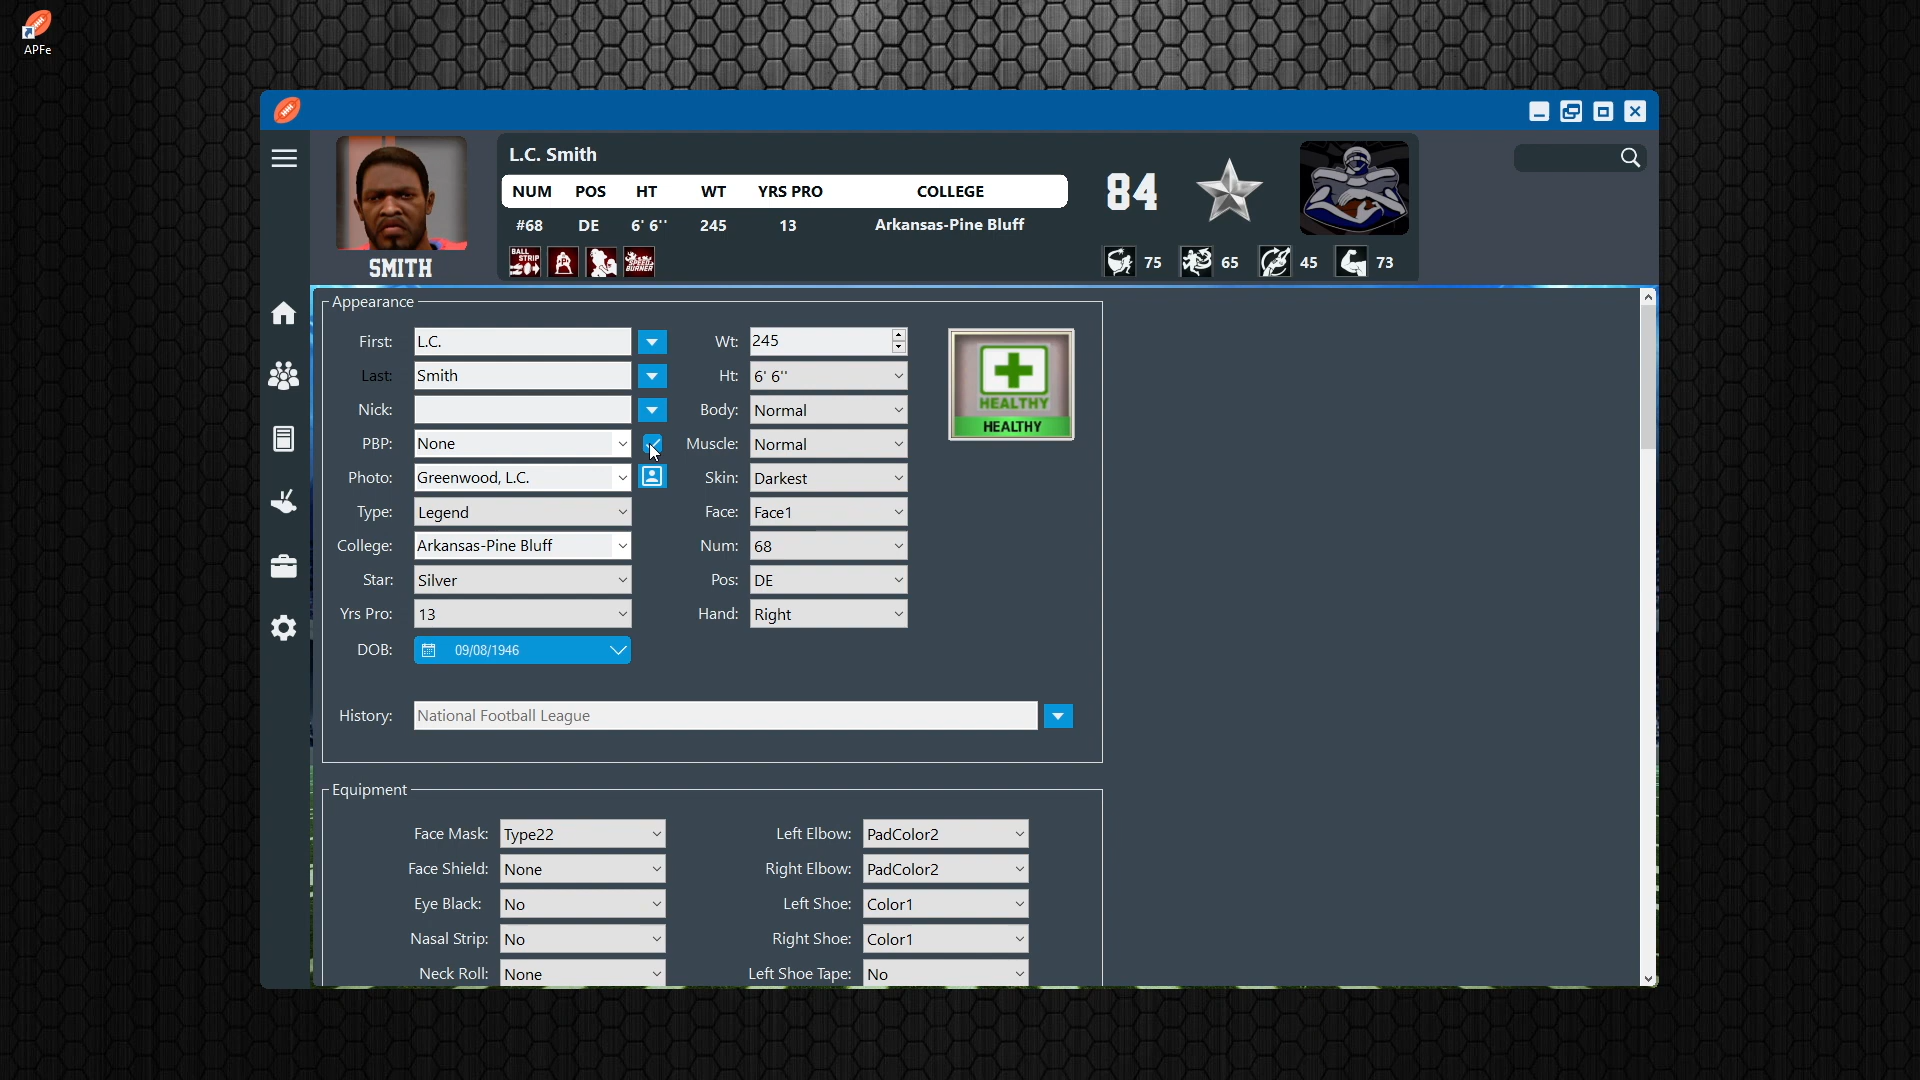 APFe
L.C. Smith
NUM POS HT WT YRS PRO COLLEGE
#68 DE 6' 6'' 245 13 Arkansas-Pine Bluff
84
SMITH
BALL STRIP
SPEED BURNER
75 65 45 73
Appearance
First: L.C. Wt: 245
Last: Smith Ht: 6' 6''
Nick: Body: Normal
PBP: None Muscle: Normal
Photo: Greenwood, L.C. Skin: Darkest
Type: Legend Face: Face1
College: Arkansas-Pine Bluff Num: 68
Star: Silver Pos: DE
Yrs Pro: 13 Hand: Right
DOB: 09/08/1946
HEALTHY
HEALTHY
History: National Football League
Equipment
Face Mask: Type22 Left Elbow: PadColor2
Face Shield: None Right Elbow: PadColor2
Eye Black: No Left Shoe: Color1
Nasal Strip: No Right Shoe: Color1
Neck Roll: None Left Shoe Tape: No